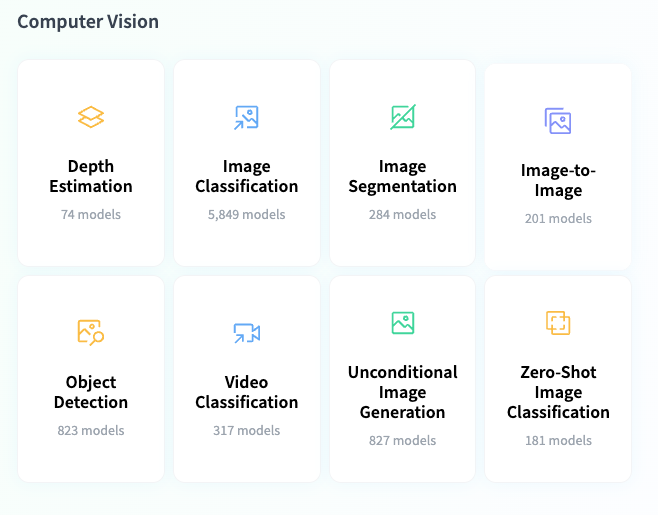 Computer Vision
Depth
Estimation
74 models
Image
Classification
5,849 models
Image
Segmentation
284 models
Image-to-
Image
201 models
Object
Detection
823 models
Video
Classification
317 models
Unconditional
Image
Generation
827 models
Zero-Shot
Image
Classification
181 models